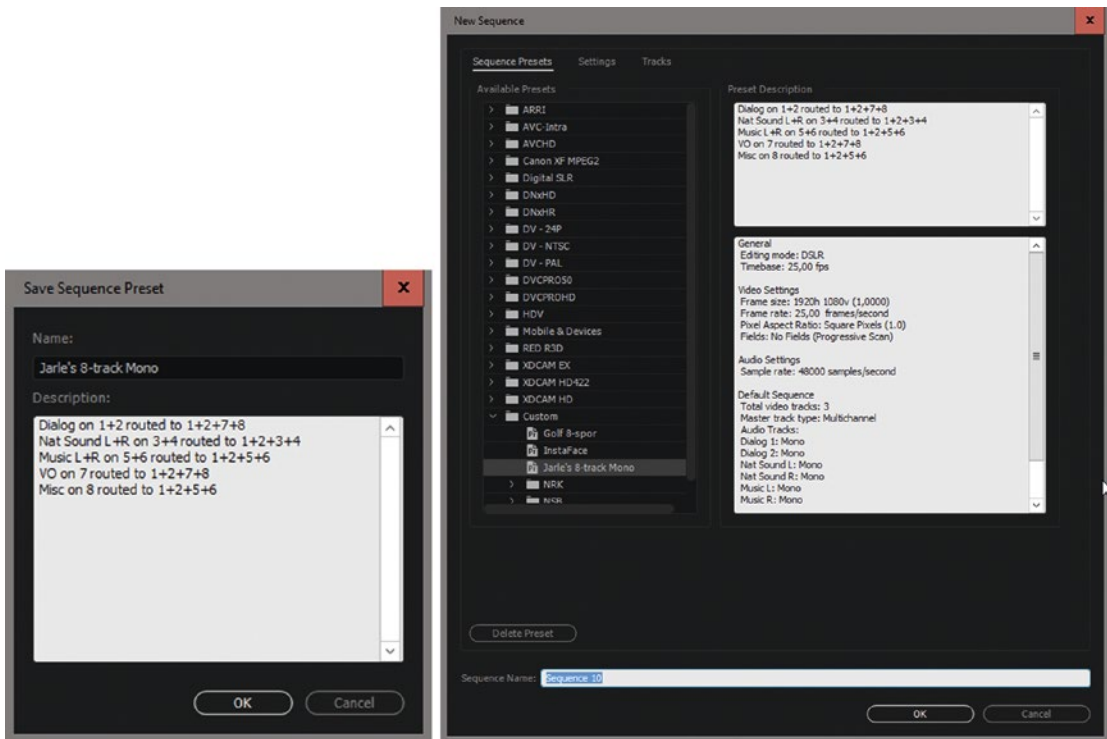 Save Sequence Preset
x
Name:
Jarle's 8-track Mono
Description:
Dialog on 1+2 routed to 1+2+7+8
Nat Sound L+R on 3+4 routed to 1+2+3+4
Music L+R on 5+6 routed to 1+2+5+6
VO on 7 routed to 1+2+7+8
Misc on 8 routed to 1+2+5+6
OK
Cancel
New Sequence
x
Sequence Presets
Settings
Tracks
Available Presets
ARRI
AVC-Intra
AVCHD
Canon XF MPEG2
Digital SLR
DNxHD
DNxHR
DV - 24P
DV - NTSC
DV - PAL
DVCPRO50
DVCPROHD
HDV
Mobile & Devices
RED R3D
XDCAM EX
XDCAM HD422
XDCAM HD
Custom
Golf 8-spor
InstaFace
Jarle's 8-track Mono
NRK
NSB
Preset Description
Dialog on 1+2 routed to 1+2+7+8
Nat Sound L+R on 3+4 routed to 1+2+3+4
Music L+R on 5+6 routed to 1+2+5+6
VO on 7 routed to 1+2+7+8
Misc on 8 routed to 1+2+5+6
General
Editing mode: DSLR
Timebase: 25,00 fps
Video Settings
Frame size: 1920h 1080v (1,0000)
Frame rate: 25,00 frames/second
Pixel Aspect Ratio: Square Pixels (1.0)
Fields: No Fields (Progressive Scan)
Audio Settings
Sample rate: 48000 samples/second
Default Sequence
Total video tracks: 3
Master track type: Multichannel
Audio Tracks:
Dialog 1: Mono
Dialog 2: Mono
Nat Sound L: Mono
Nat Sound R: Mono
Music L: Mono
Music R: Mono
Delete Preset
Sequence Name: Sequence 10
OK
Cancel